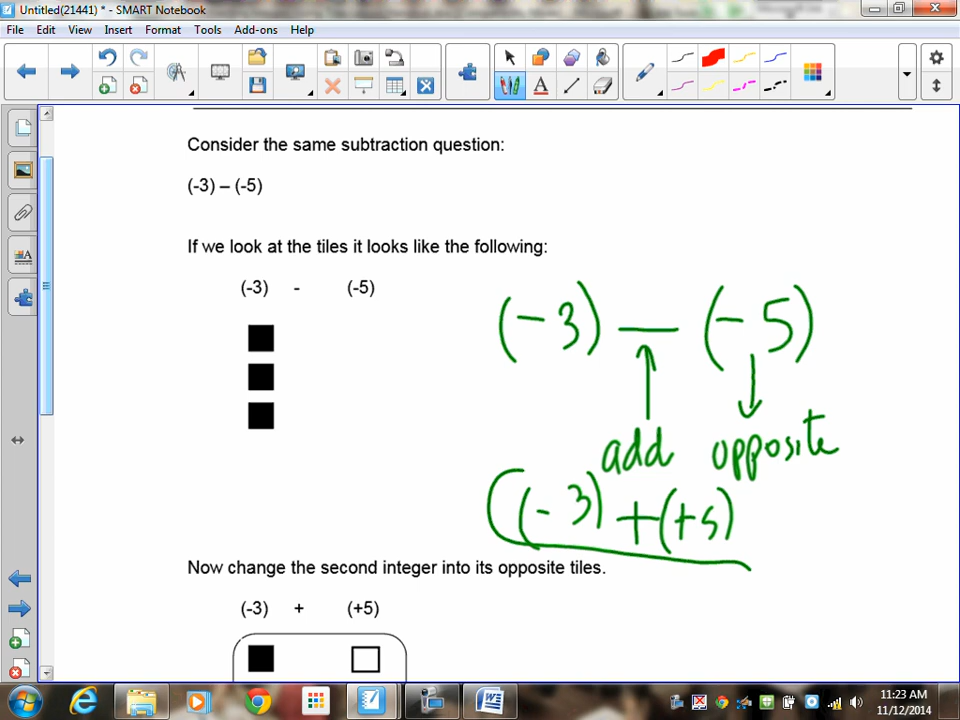 Untitled(21441) * - SMART Notebook
File Edit View Insert Format Tools Add-ons Help
Consider the same subtraction question:
(-3) – (-5)
If we look at the tiles it looks like the following:
(-3) - (-5)
(-3) — (-5)
add opposite
(-3) +(+5)
Now change the second integer into its opposite tiles.
(-3) + (+5)
11:23 AM
11/12/2014